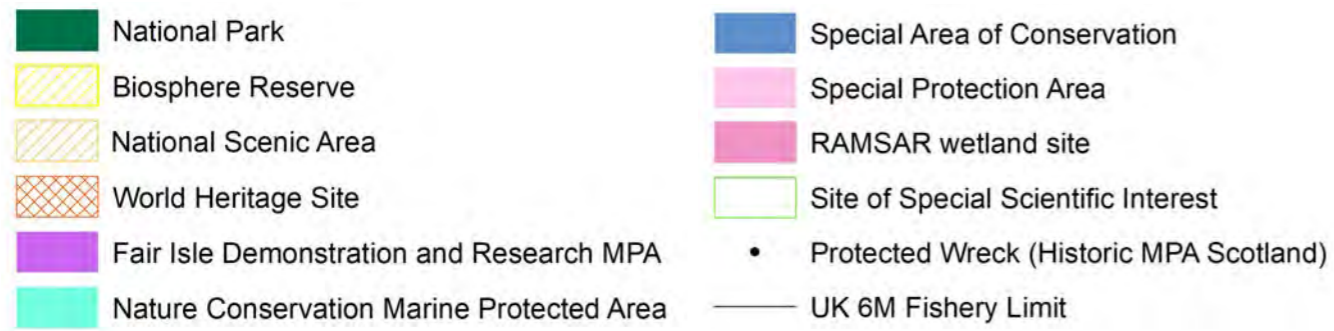 National Park
Biosphere Reserve
National Scenic Area
World Heritage Site
Fair Isle Demonstration and Research MPA
Nature Conservation Marine Protected Area
Special Area of Conservation
Special Protection Area
RAMSAR wetland site
Site of Special Scientific Interest
Protected Wreck (Historic MPA Scotland)
UK 6M Fishery Limit